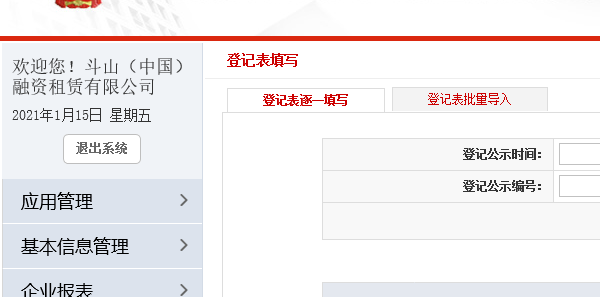 欢迎您！斗山（中国）
融资租赁有限公司
2021年1月15日 星期五
退出系统
应用管理
基本信息管理
企业报表
登记表填写
登记表逐一填写
登记表批量导入
登记公示时间：
登记公示编号：